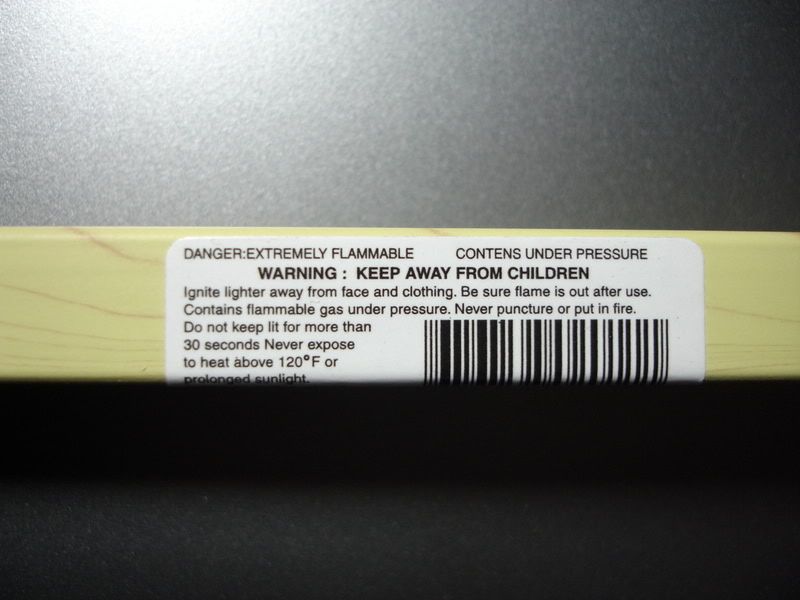 DANGER:EXTREMELY FLAMMABLE CONTENS UNDER PRESSURE
WARNING : KEEP AWAY FROM CHILDREN
Ignite lighter away from face and clothing. Be sure flame is out after use.
Contains flammable gas under pressure. Never puncture or put in fire.
Do not keep lit for more than
30 seconds Never expose
to heat above 120°F or
prolonged sunlight.